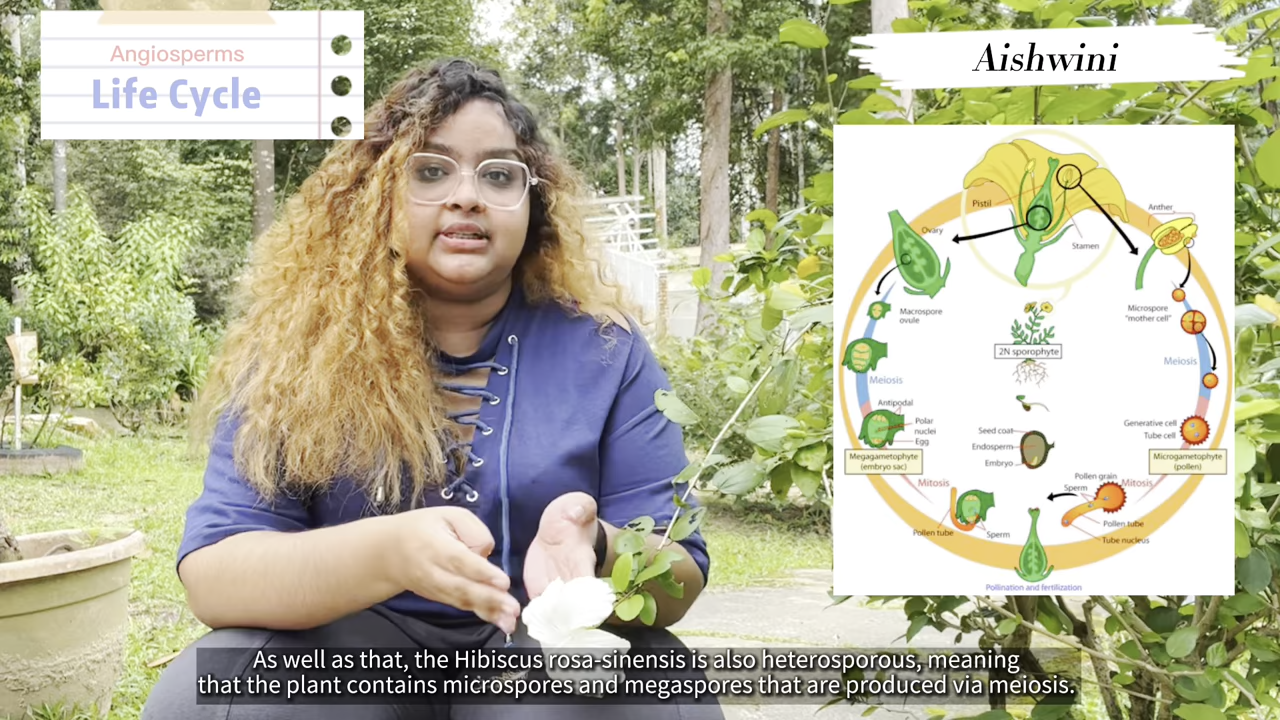 Angiosperms
Life Cycle
Aishwini
Pistil
Anther
Ovary
Stamen
Macrospore
ovule
Microspore
"mother cell"
2N sporophyte
Meiosis
Meiosis
Antipodal
Polar
nuclei
Egg
Seed coat
Endosperm
Embryo
Generative cell
Tube cell
Megagametophyte
(embryo sac)
Microgametophyte
(pollen)
Mitosis
Pollen grain
Sperm
Mitosis
Pollen tube
Sperm
Pollen tube
Tube nucleus
Pollination and fertilization
As well as that, the Hibiscus rosa-sinensis is also heterosporous, meaning
that the plant contains microspores and megaspores that are produced via meiosis.